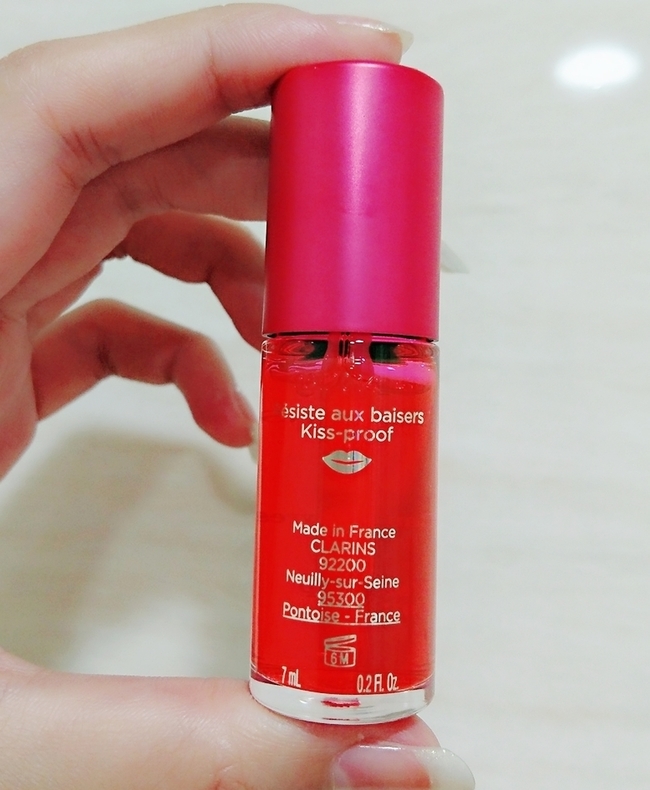 ésiste aux baisers
Kiss-proof
Made in France
CLARINS
92200
Neuilly-sur-Seine
95300
Pontoise - France
6M
7 mL 0.2 Fl. Oz.